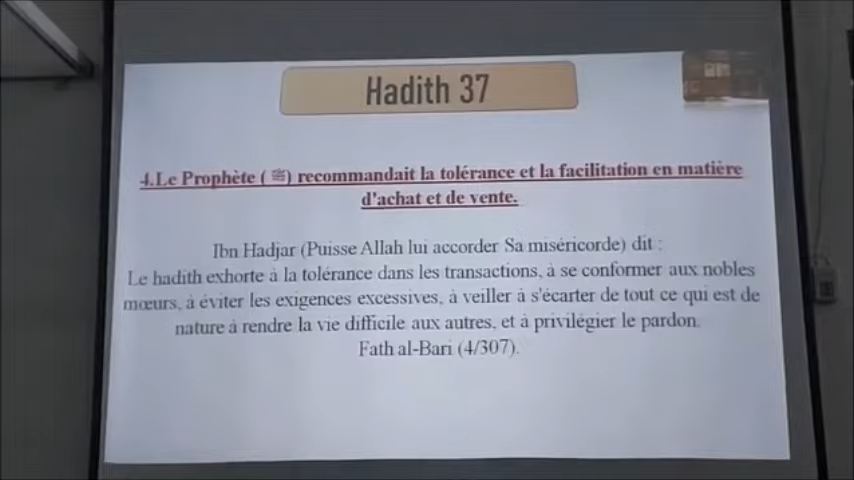 Hadith 37
4.Le Prophète (ﷺ) recommandait la tolérance et la facilitation en matière
d'achat et de vente.
Ibn Hadjar (Puisse Allah lui accorder Sa miséricorde) dit :
Le hadith exhorte à la tolérance dans les transactions, à se conformer aux nobles
mœurs, à éviter les exigences excessives, à veiller à s'écarter de tout ce qui est de
nature à rendre la vie difficile aux autres, et à privilégier le pardon.
Fath al-Bari (4/307).